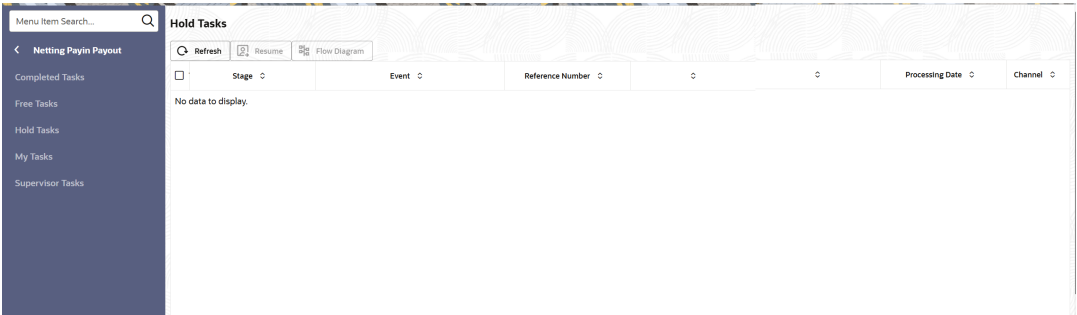 Menu Item Search...
Netting Payin Payout
Completed Tasks
Free Tasks
Hold Tasks
My Tasks
Supervisor Tasks
Hold Tasks
Refresh Resume Flow Diagram
Stage Event Reference Number Processing Date Channel
No data to display.